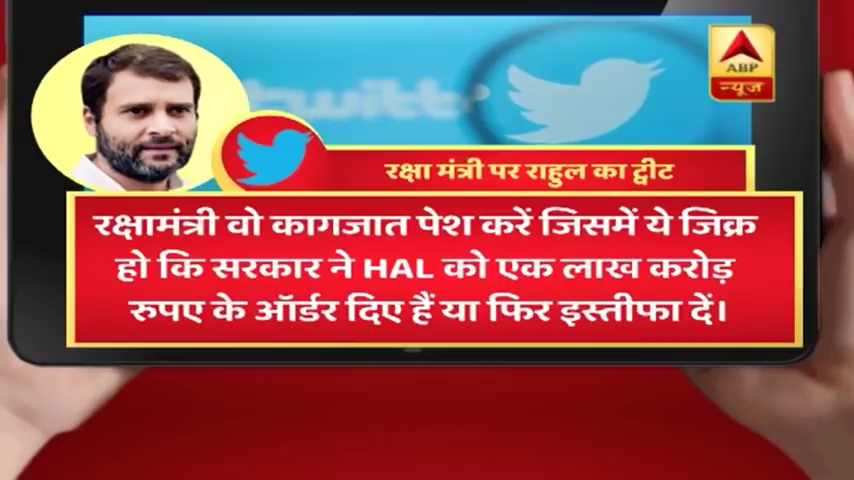 twitter
ABP
न्यूज़
रक्षा मंत्री पर राहुल का ट्वीट
रक्षामंत्री वो कागजात पेश करें जिसमें ये जिक्र
हो कि सरकार ने HAL को एक लाख करोड़
रुपए के ऑर्डर दिए हैं या फिर इस्तीफा दें।